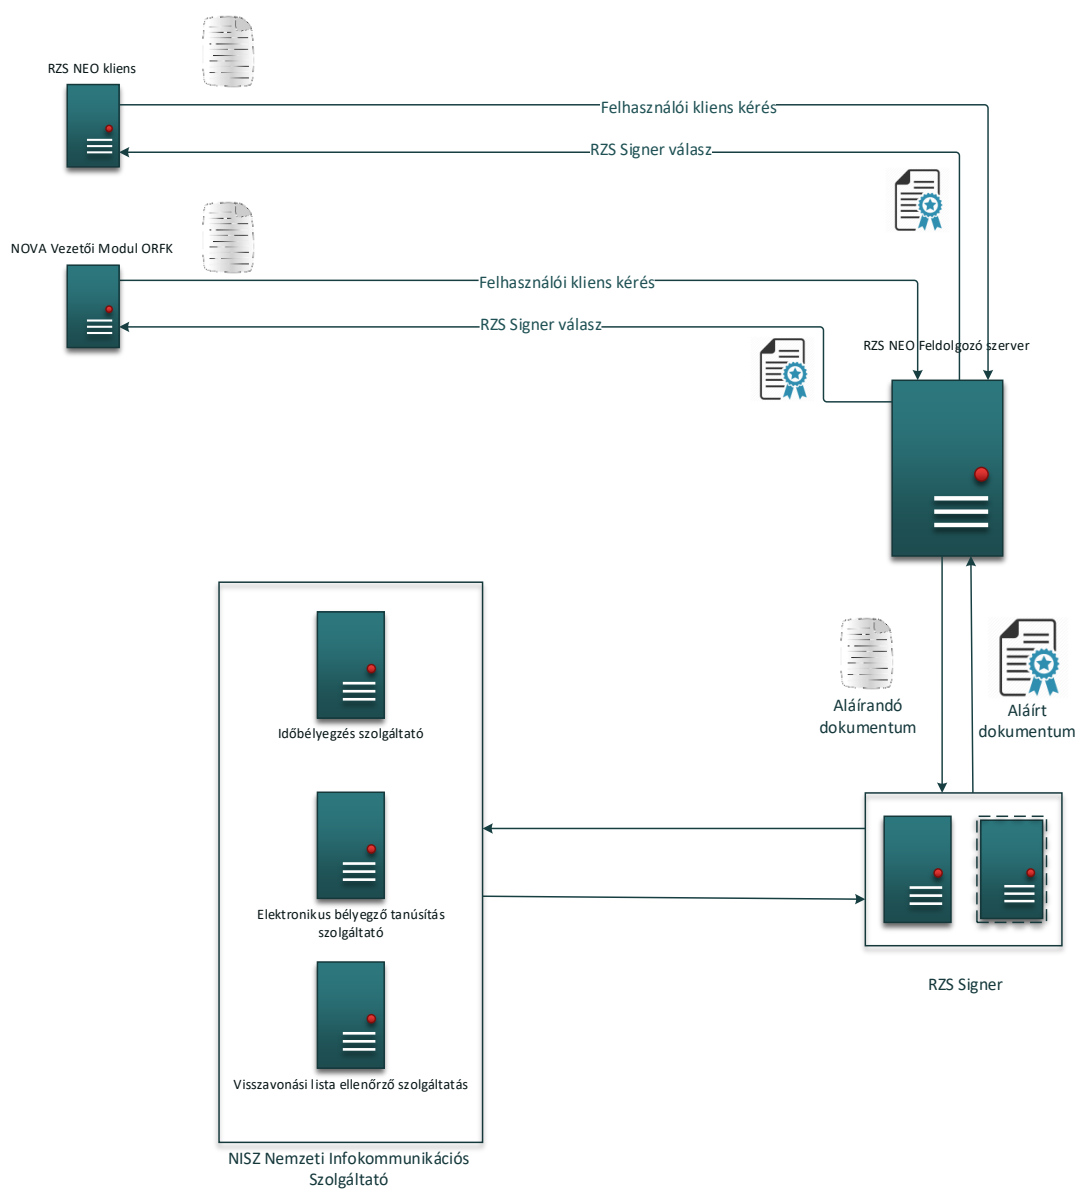 RZS NEO kliens
Felhasználói kliens kérés
RZS Signer válasz
NOVA Vezetői Modul ORFK
Felhasználói kliens kérés
RZS Signer válasz
RZS NEO Feldolgozó szerver
Aláírandó
dokumentum
Aláírt
dokumentum
Időbélyegzés szolgáltató
Elektronikus bélyegző tanúsítás
szolgáltató
Visszavonási lista ellenőrző szolgáltatás
RZS Signer
NISZ Nemzeti Infokommunikációs
Szolgáltató